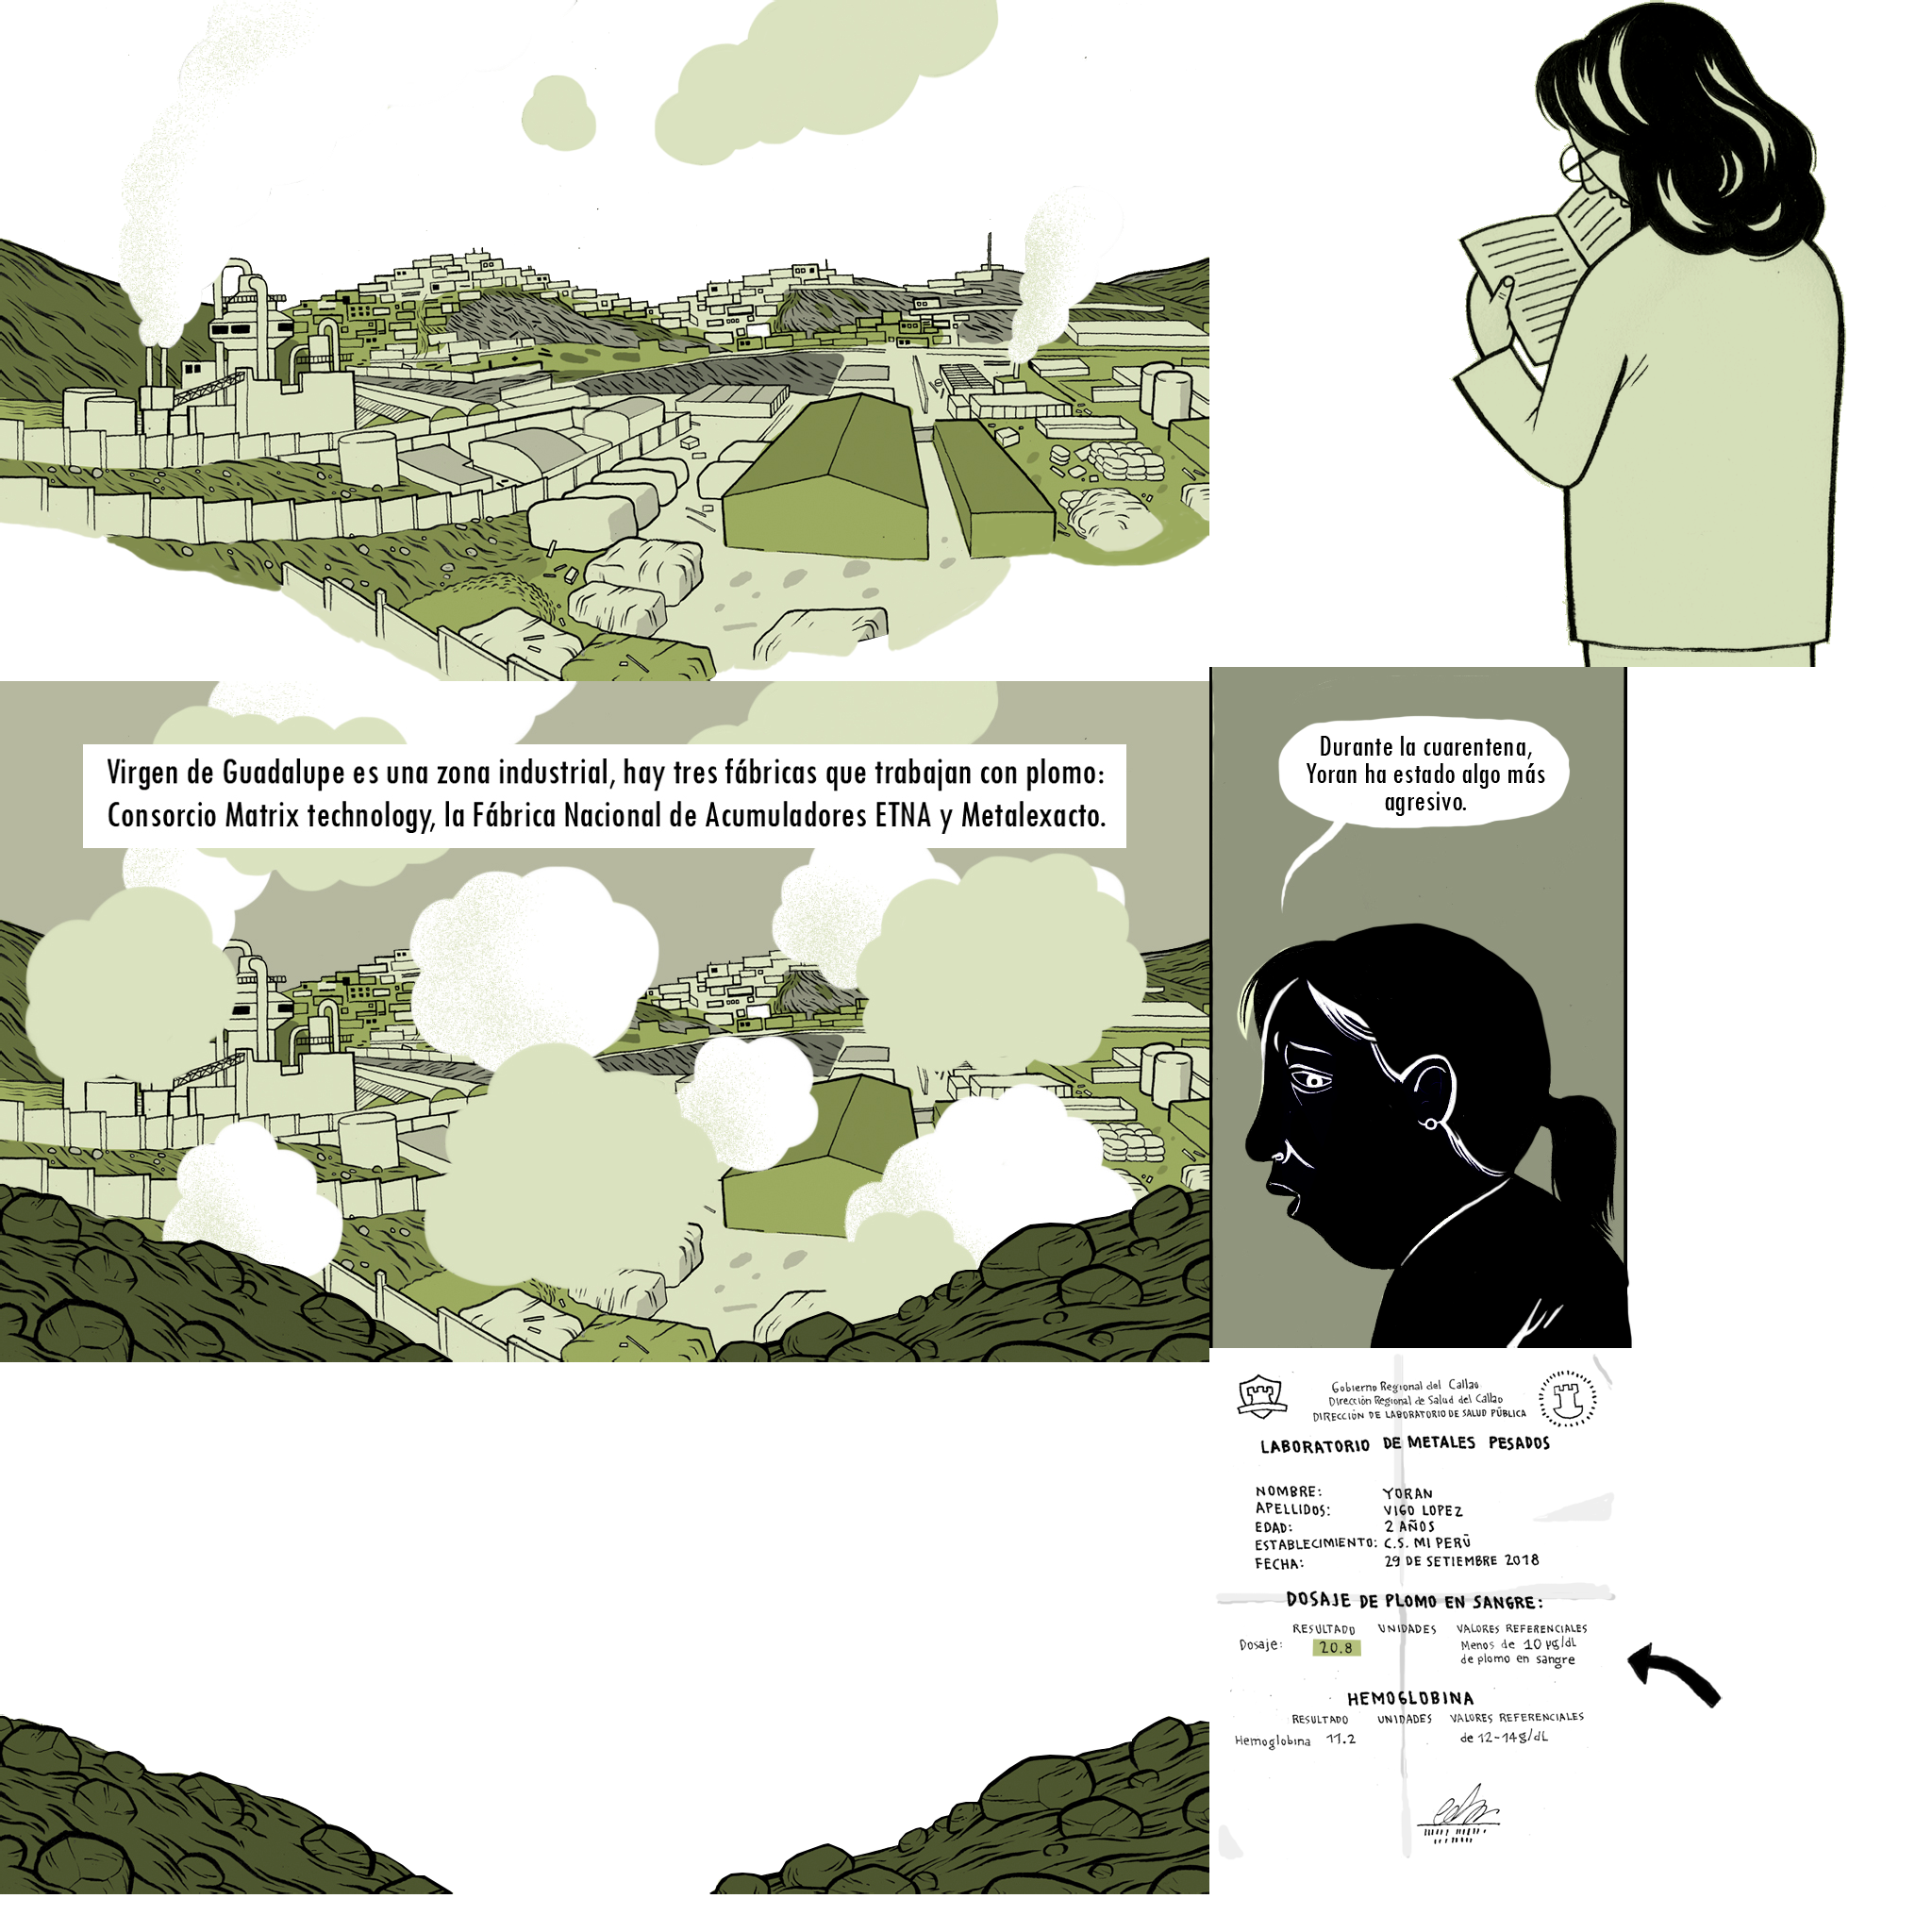 Virgen de Guadalupe es una zona industrial, hay tres fábricas que trabajan con plomo:
Consorcio Matrix technology, la Fábrica Nacional de Acumuladores ETNA y Metalexacto.
Durante la cuarentena,
Yoran ha estado algo más
agresivo.
Gobierno Regional del Callao
Dirección Regional de Salud del Callao
DIRECCIÓN DE LABORATORIO DE SALUD PÚBLICA
LABORATORIO DE METALES PESADOS
NOMBRE: YORAN
APELLIDOS: VIGO LOPEZ
EDAD: 2 AÑOS
ESTABLECIMIENTO: C.S. MI PERÚ
FECHA: 29 DE SETIEMBRE 2018
DOSAJE DE PLOMO EN SANGRE:
RESULTADO UNIDADES VALORES REFERENCIALES
Dosaje: 20.8 Menos de 10 µg/dL
de plomo en sangre
HEMOGLOBINA
RESULTADO UNIDADES VALORES REFERENCIALES
Hemoglobina 11.2 de 12-14g/dL